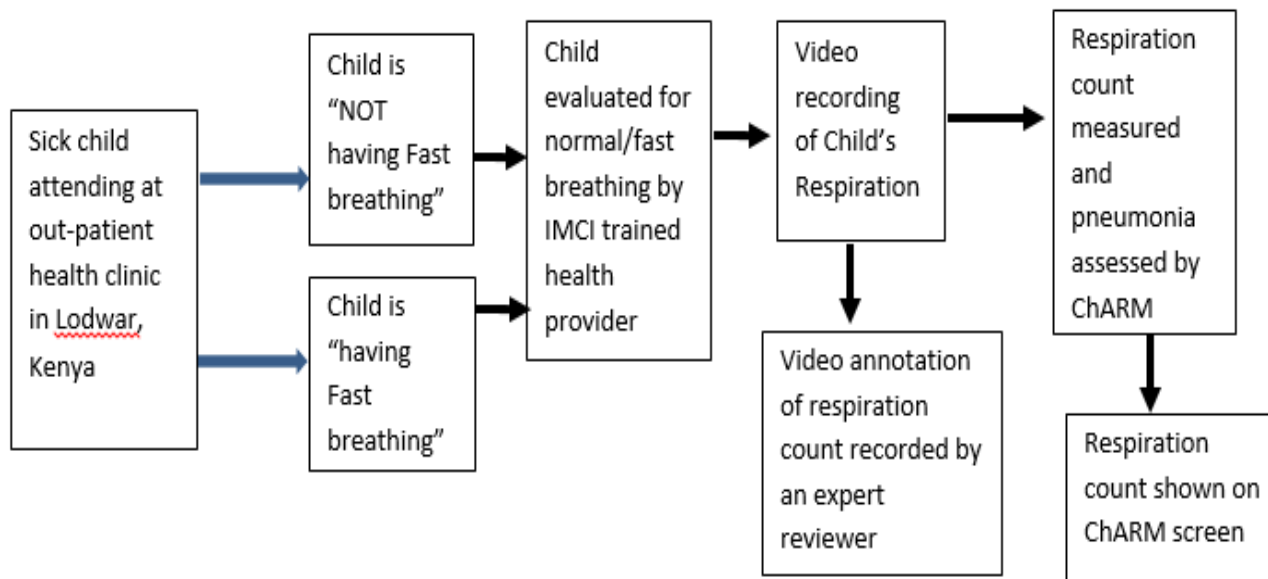 Sick child
attending at
out-patient
health clinic
in Lodwar,
Kenya
Child is
“NOT
having Fast
breathing”
Child is
“having
Fast
breathing”
Child
evaluated for
normal/fast
breathing by
IMCI trained
health
provider
Video
recording
of Child’s
Respiration
Video annotation
of respiration
count recorded by
an expert
reviewer
Respiration
count
measured
and
pneumonia
assessed by
ChARM
Respiration
count shown on
ChARM screen